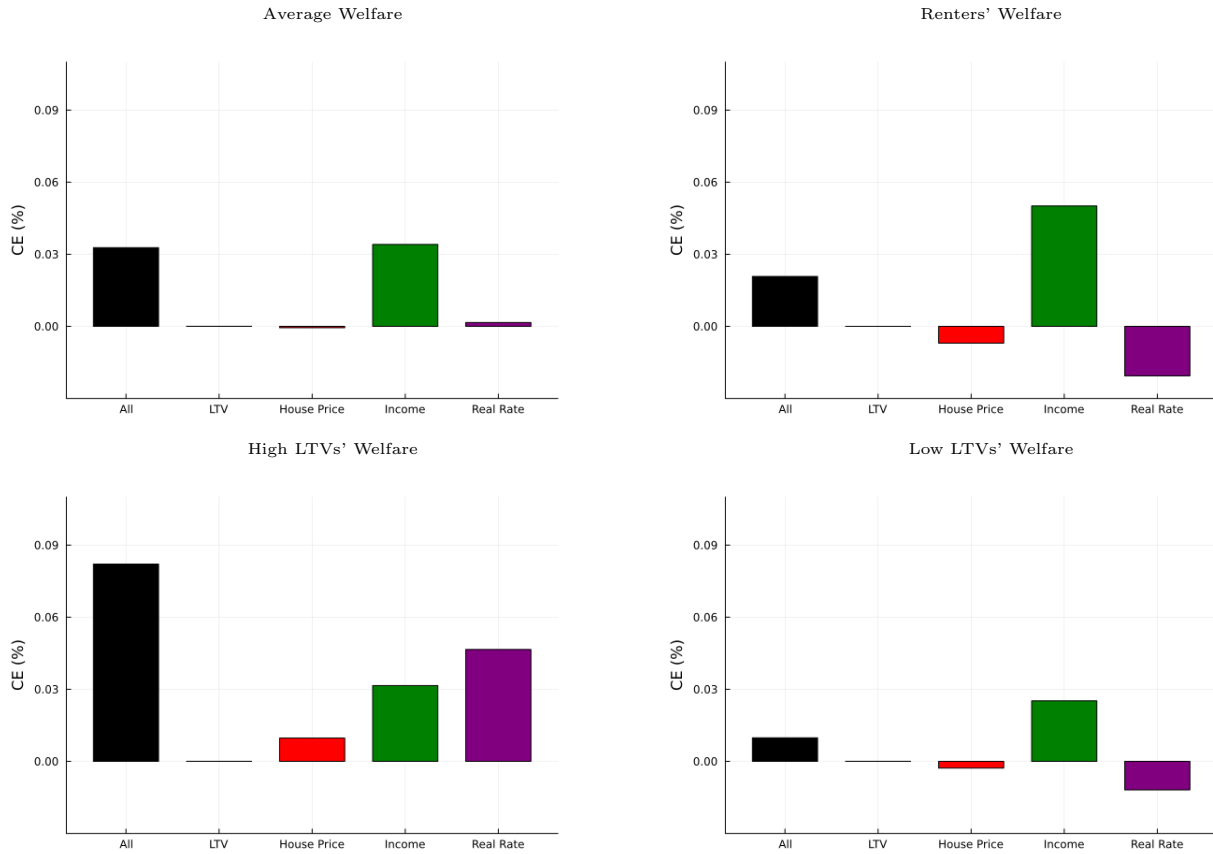 Average Welfare
CE (%)
0.09
0.06
0.03
0.00
All LTV House Price Income Real Rate
Renters’ Welfare
CE (%)
0.09
0.06
0.03
0.00
All LTV House Price Income Real Rate
High LTVs’ Welfare
CE (%)
0.09
0.06
0.03
0.00
All LTV House Price Income Real Rate
Low LTVs’ Welfare
CE (%)
0.09
0.06
0.03
0.00
All LTV House Price Income Real Rate